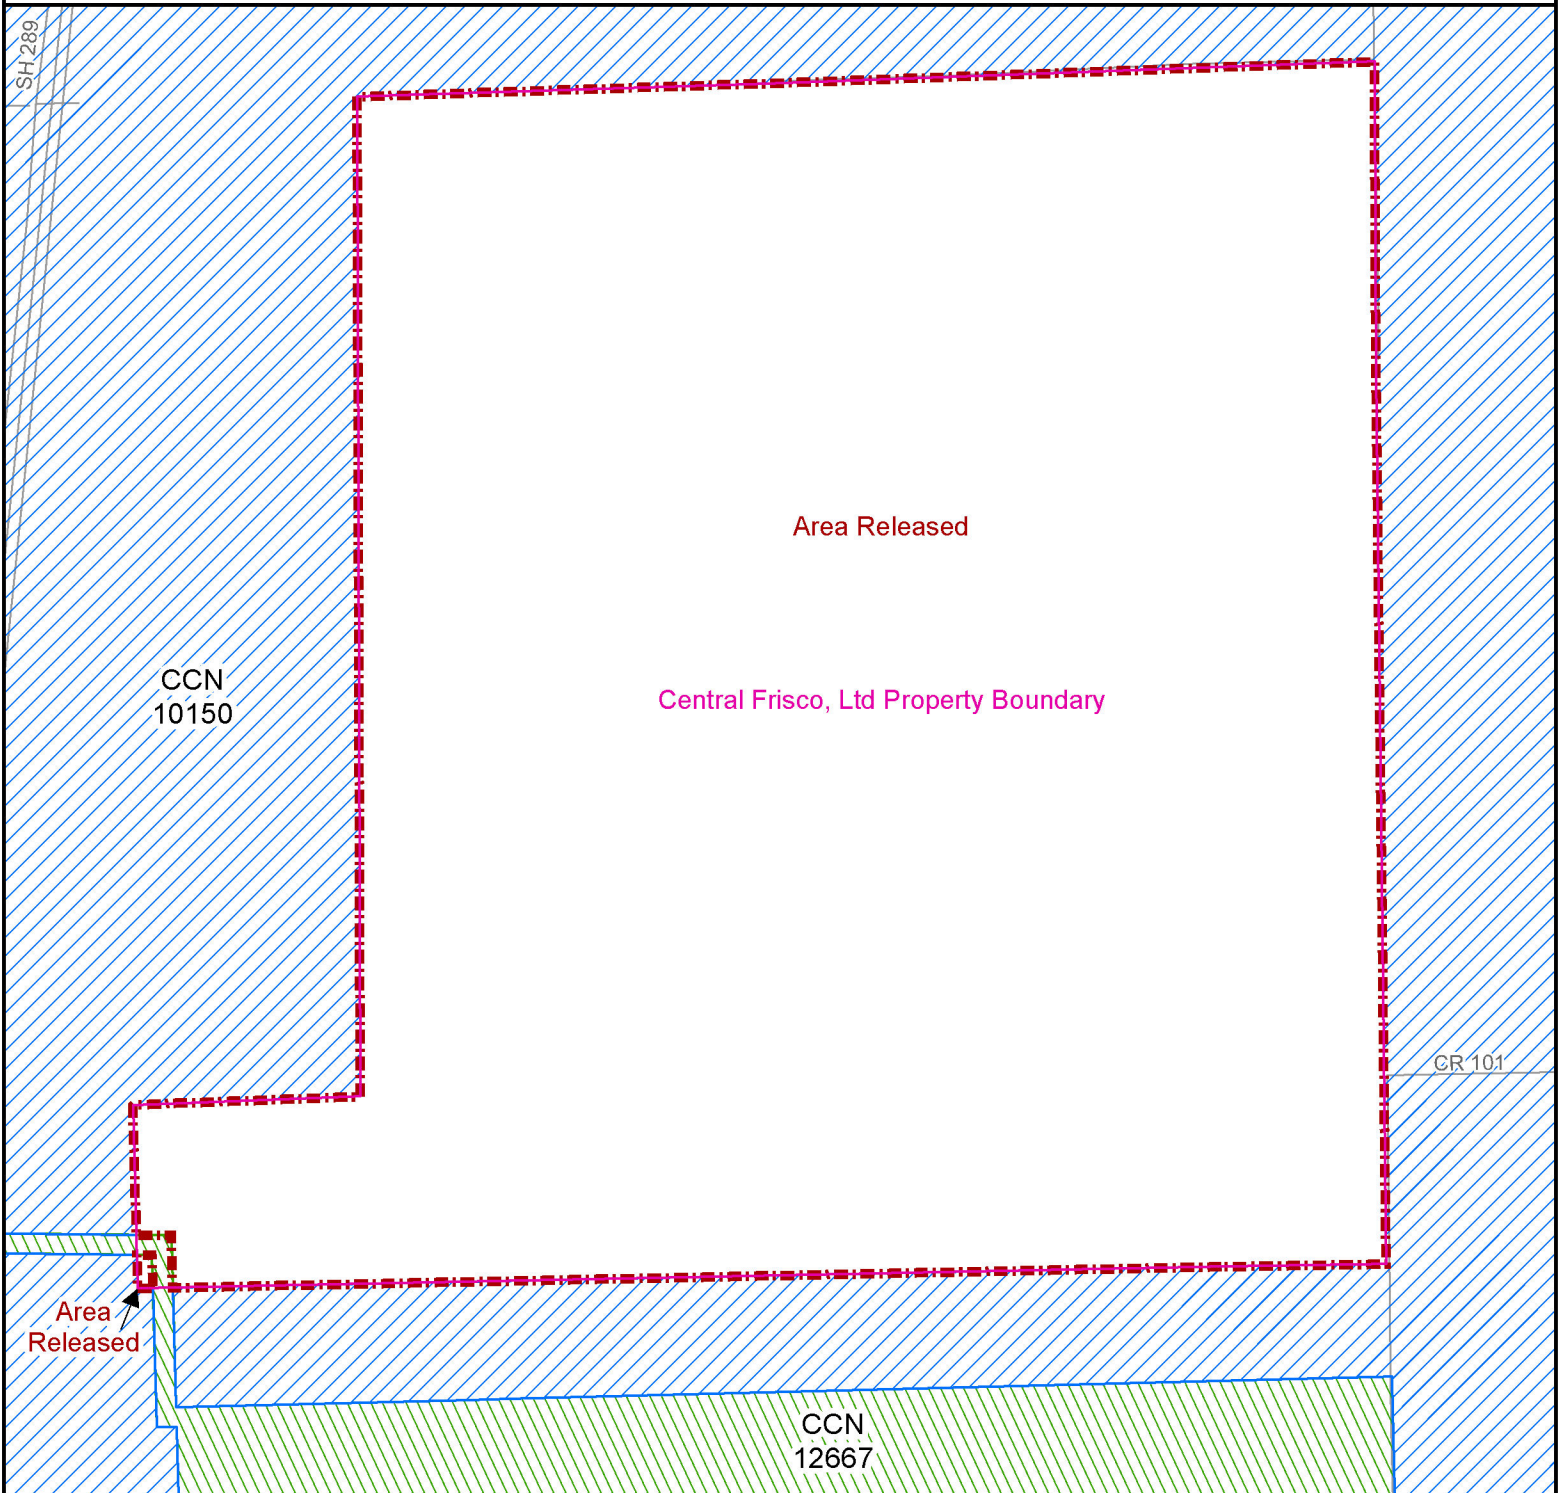 SH 289
Area Released
CCN
10150
Central Frisco, Ltd Property Boundary
CR 101
Area
Released
CCN
12667